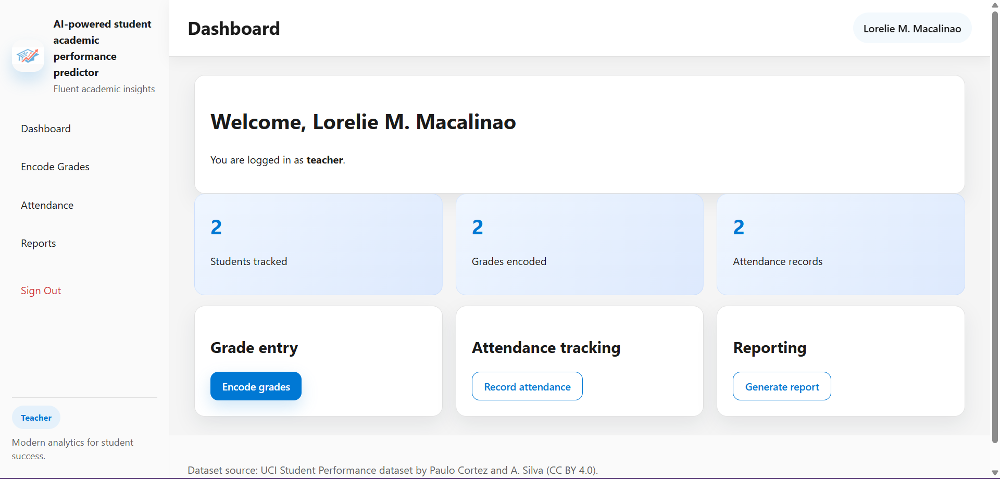 AI-powered student
academic
performance
predictor
Fluent academic insights
Dashboard
Encode Grades
Attendance
Reports
Sign Out
Teacher
Modern analytics for student
success.
Dashboard
Lorelie M. Macalinao
Welcome, Lorelie M. Macalinao
You are logged in as teacher.
2
Students tracked
2
Grades encoded
2
Attendance records
Grade entry
Encode grades
Attendance tracking
Record attendance
Reporting
Generate report
Dataset source: UCI Student Performance dataset by Paulo Cortez and A. Silva (CC BY 4.0).